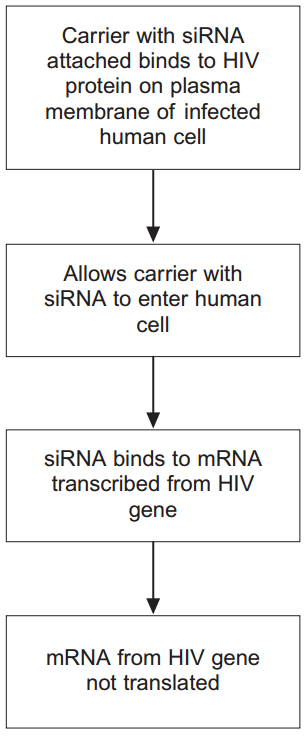 Carrier with siRNA
attached binds to HIV
protein on plasma
membrane of infected
human cell
Allows carrier with
siRNA to enter human
cell
siRNA binds to mRNA
transcribed from HIV
gene
mRNA from HIV gene
not translated